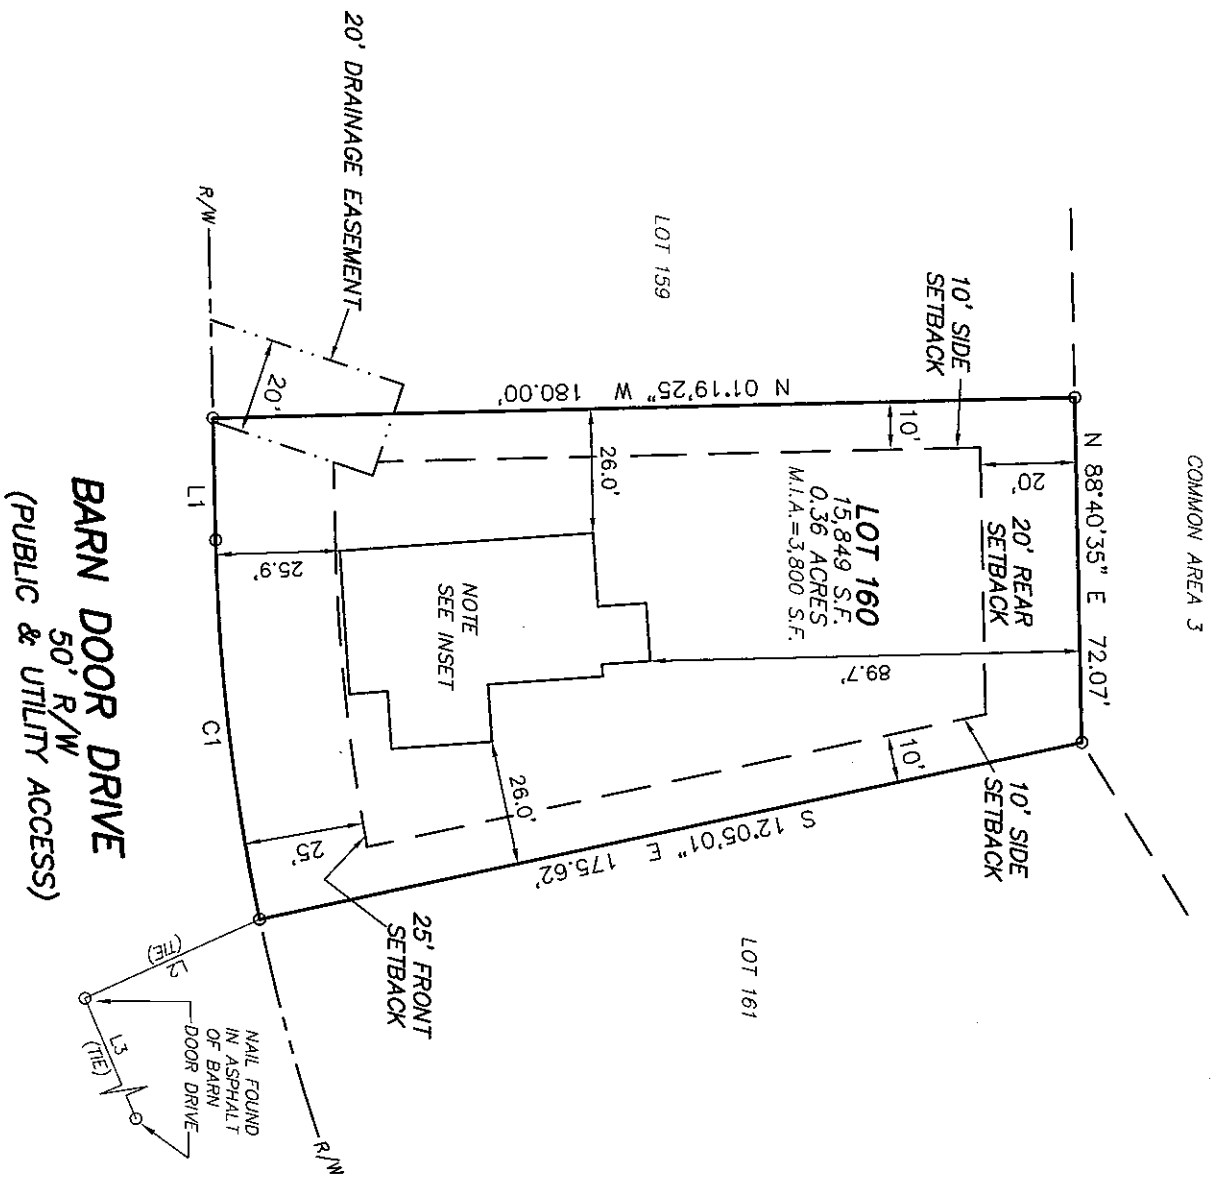 COMMON AREA 3
N 88°40'35" E 72.07'
20'
20' REAR
SETBACK
10' SIDE
SETBACK
10'
LOT 159
N 01°19'25" W 180.00'
LOT 160
15,849 S.F.
0.36 ACRES
M.I.A.=3,800 S.F.
89.7'
10'
10' SIDE
SETBACK
S 12°05'01" E 175.62'
LOT 161
26.0'
26.0'
NOTE
SEE INSET
20' DRAINAGE EASEMENT
20'
R/W
L1
25.9'
C1
25'
25' FRONT
SETBACK
R/W
L2
(TIE)
L3
(TIE)
NAIL FOUND
IN ASPHALT
OF BARN
DOOR DRIVE
BARN DOOR DRIVE
50' R/W
(PUBLIC & UTILITY ACCESS)